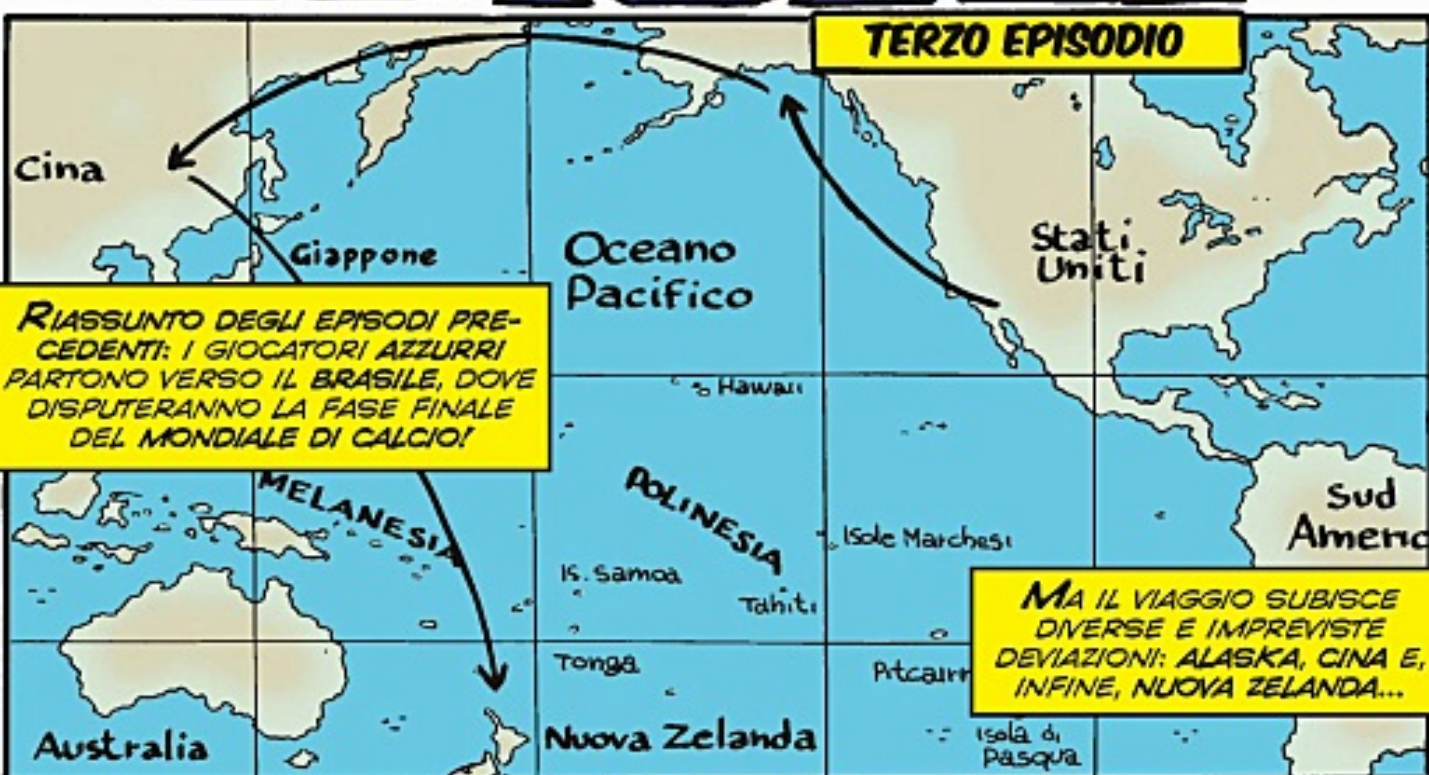 TERZO EPISODIO
Cina
Giappone
Oceano
Pacifico
Stati
Uniti
RIASSUNTO DEGLI EPISODI PRE-
CEDENTI: I GIOCATORI AZZURRI
PARTONO VERSO IL BRASILE, DOVE
DISPUTERANNO LA FASE FINALE
DEL MONDIALE DI CALCIO!
Hawaii
MELANESIA
POLINESIA
Isole Marchesi
Sud
Americ
Is. Samoa
Tahiti
MA IL VIAGGIO SUBISCE
DIVERSE E IMPREVISTE
DEVIAZIONI: ALASKA, CINA E,
INFINE, NUOVA ZELANDA...
Tonga
Pitcairn
Australia
Nuova Zelanda
Isola di
Pasqua